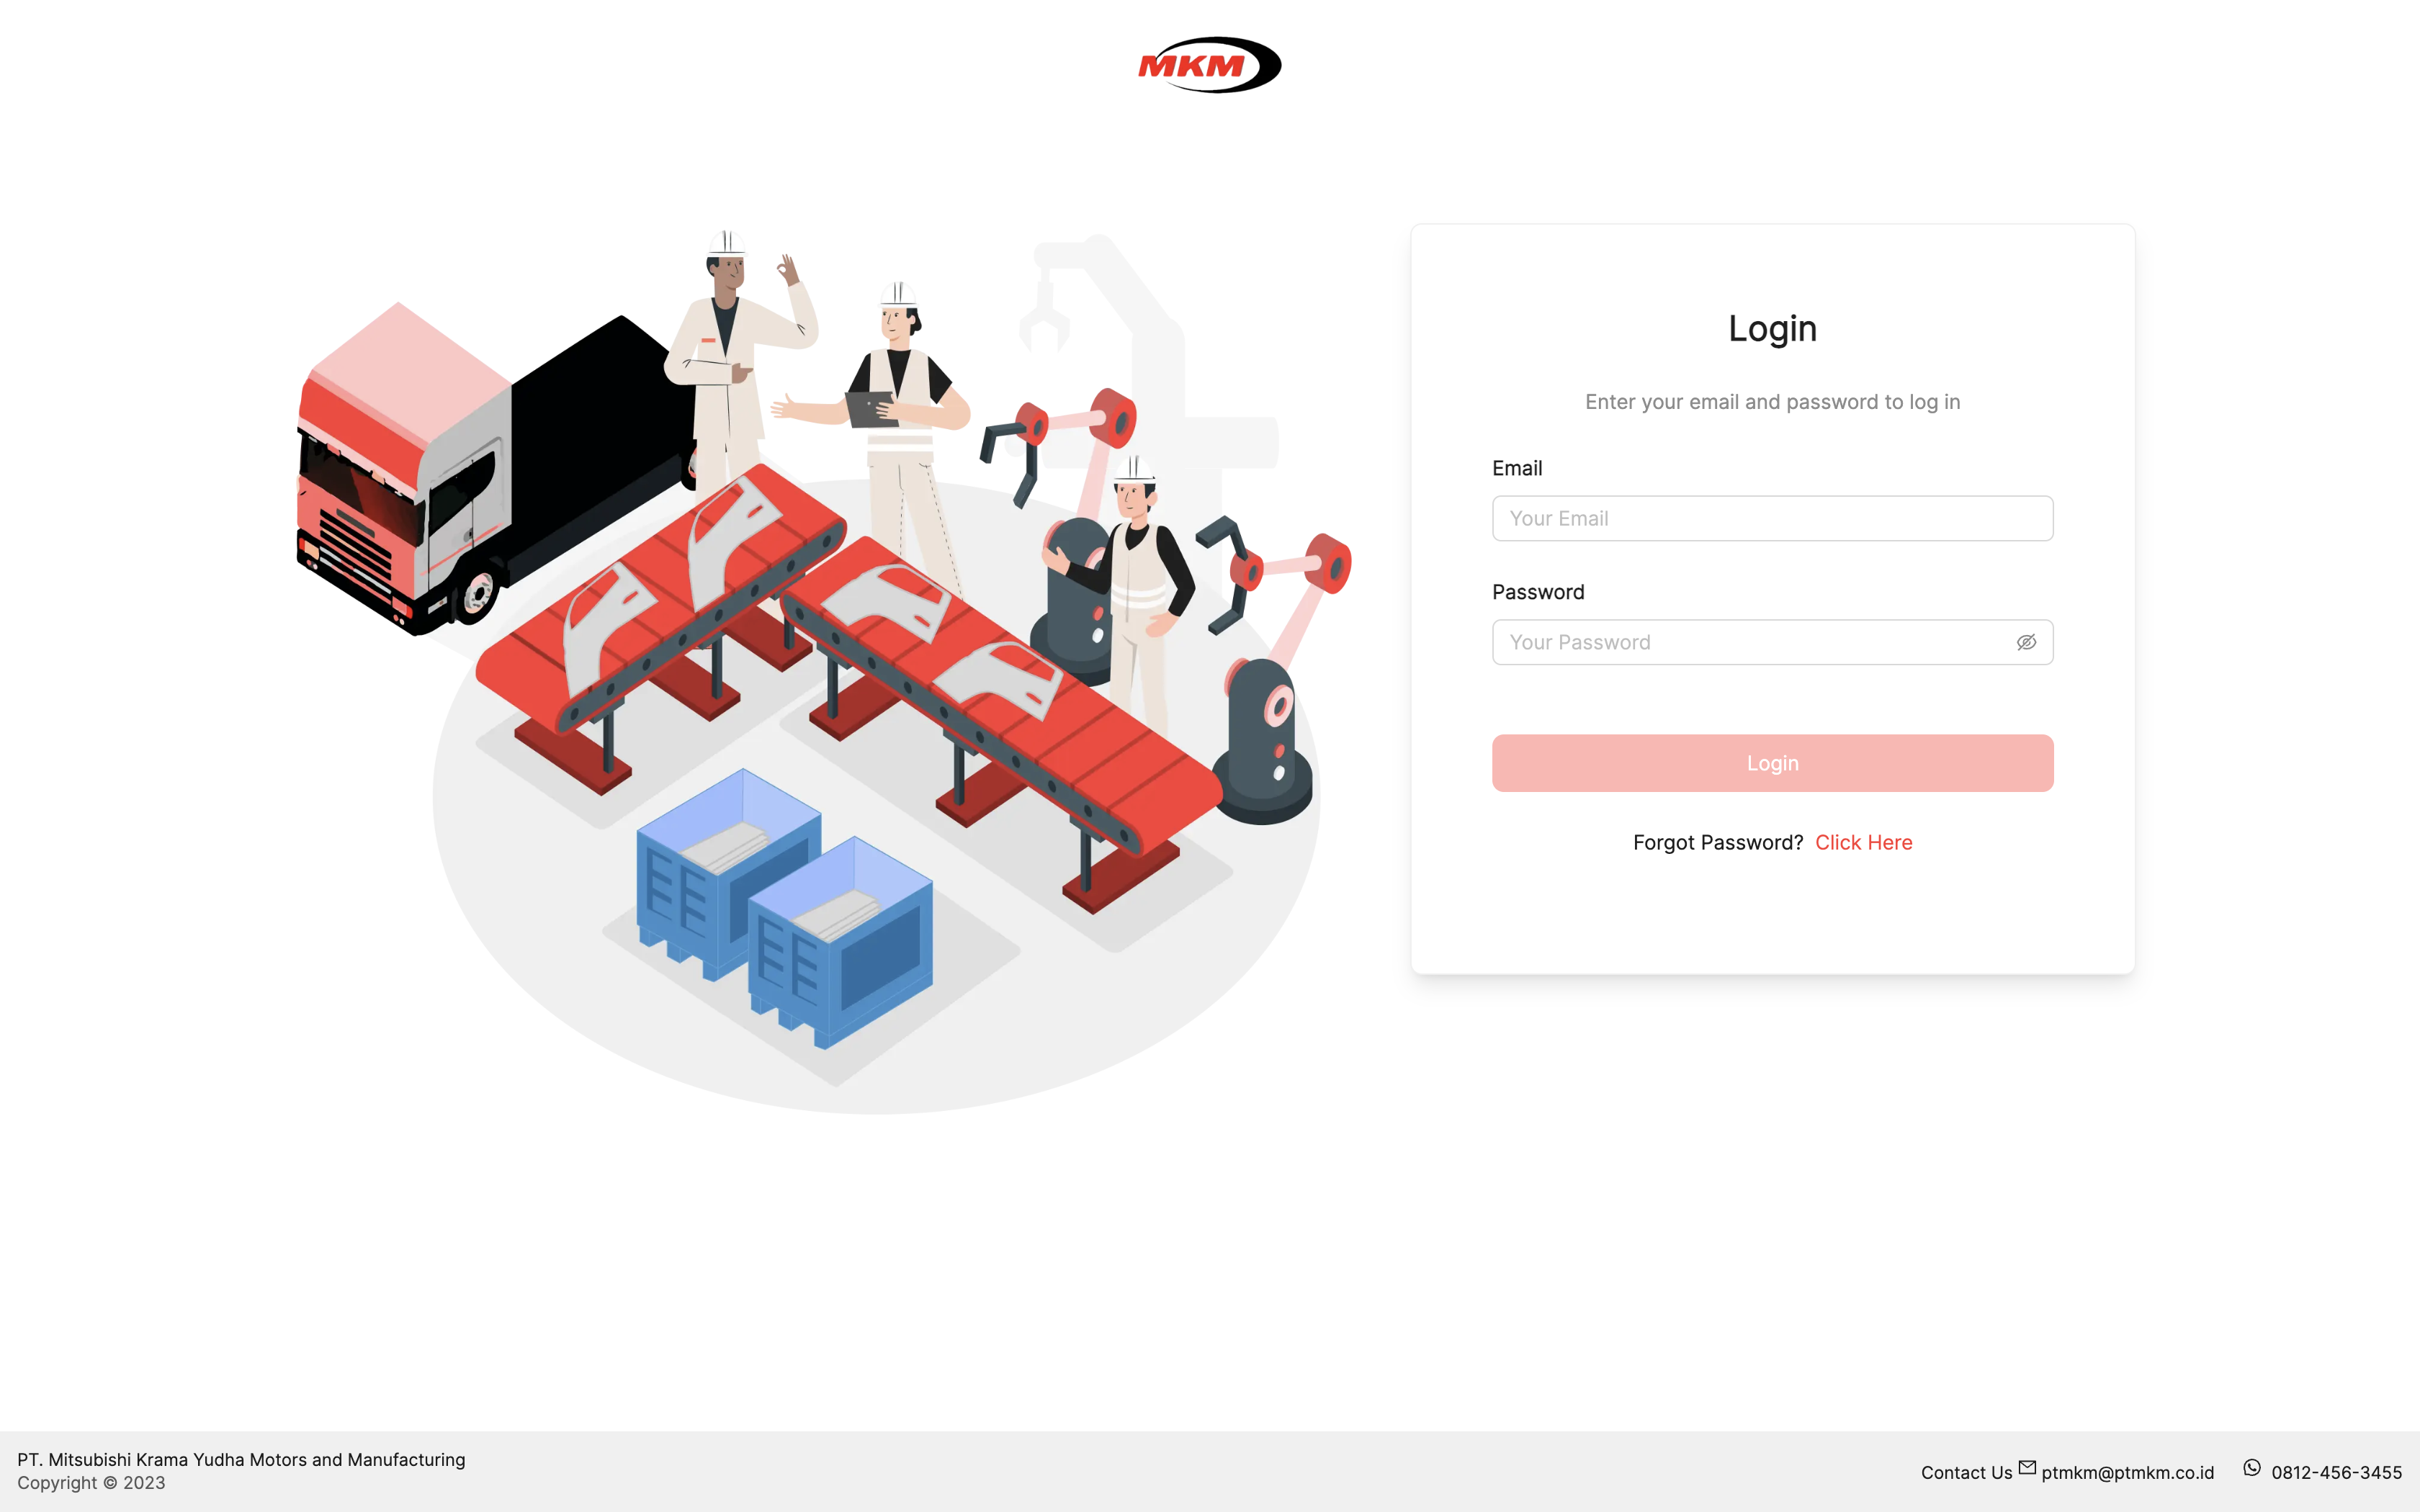 MKM
Login
Enter your email and password to log in
Email
Your Email
Password
Your Password
Login
Forgot Password? Click Here
PT. Mitsubishi Krama Yudha Motors and Manufacturing
Copyright © 2023
Contact Us ptmkm@ptmkm.co.id 0812-456-3455